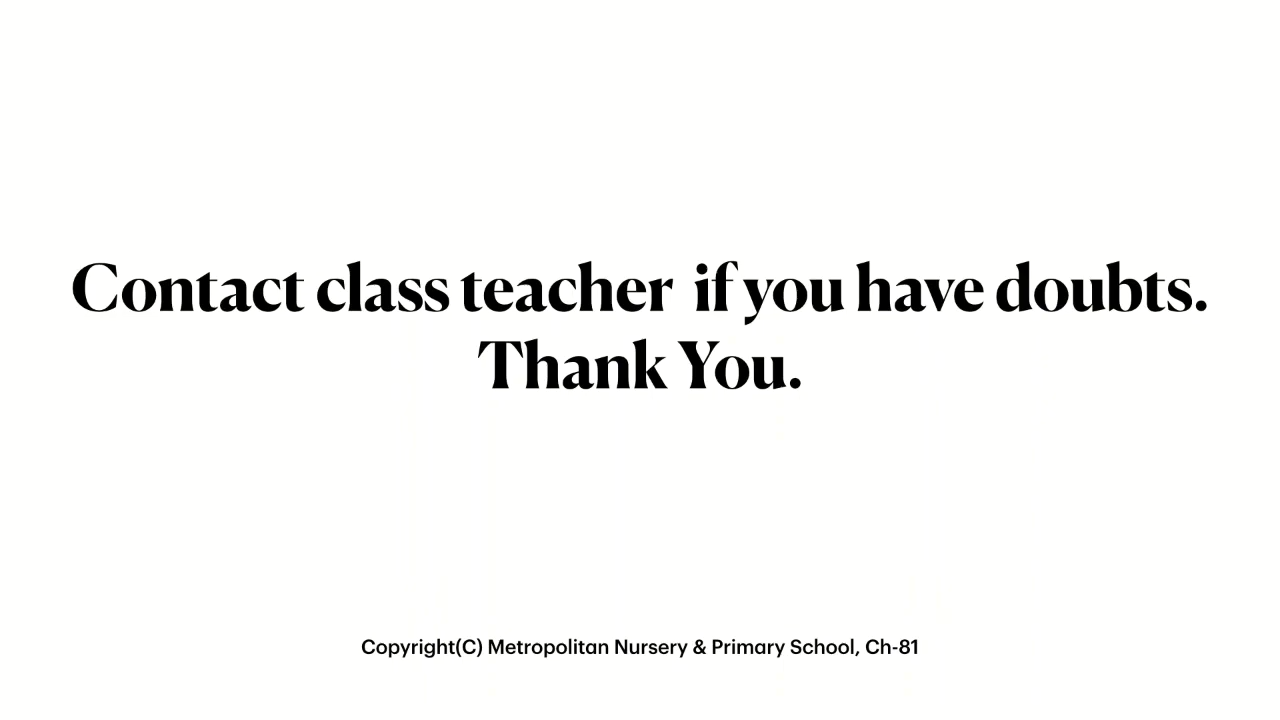 Contact class teacher  if you have doubts.
Thank You.
Copyright(C) Metropolitan Nursery & Primary School, Ch-81